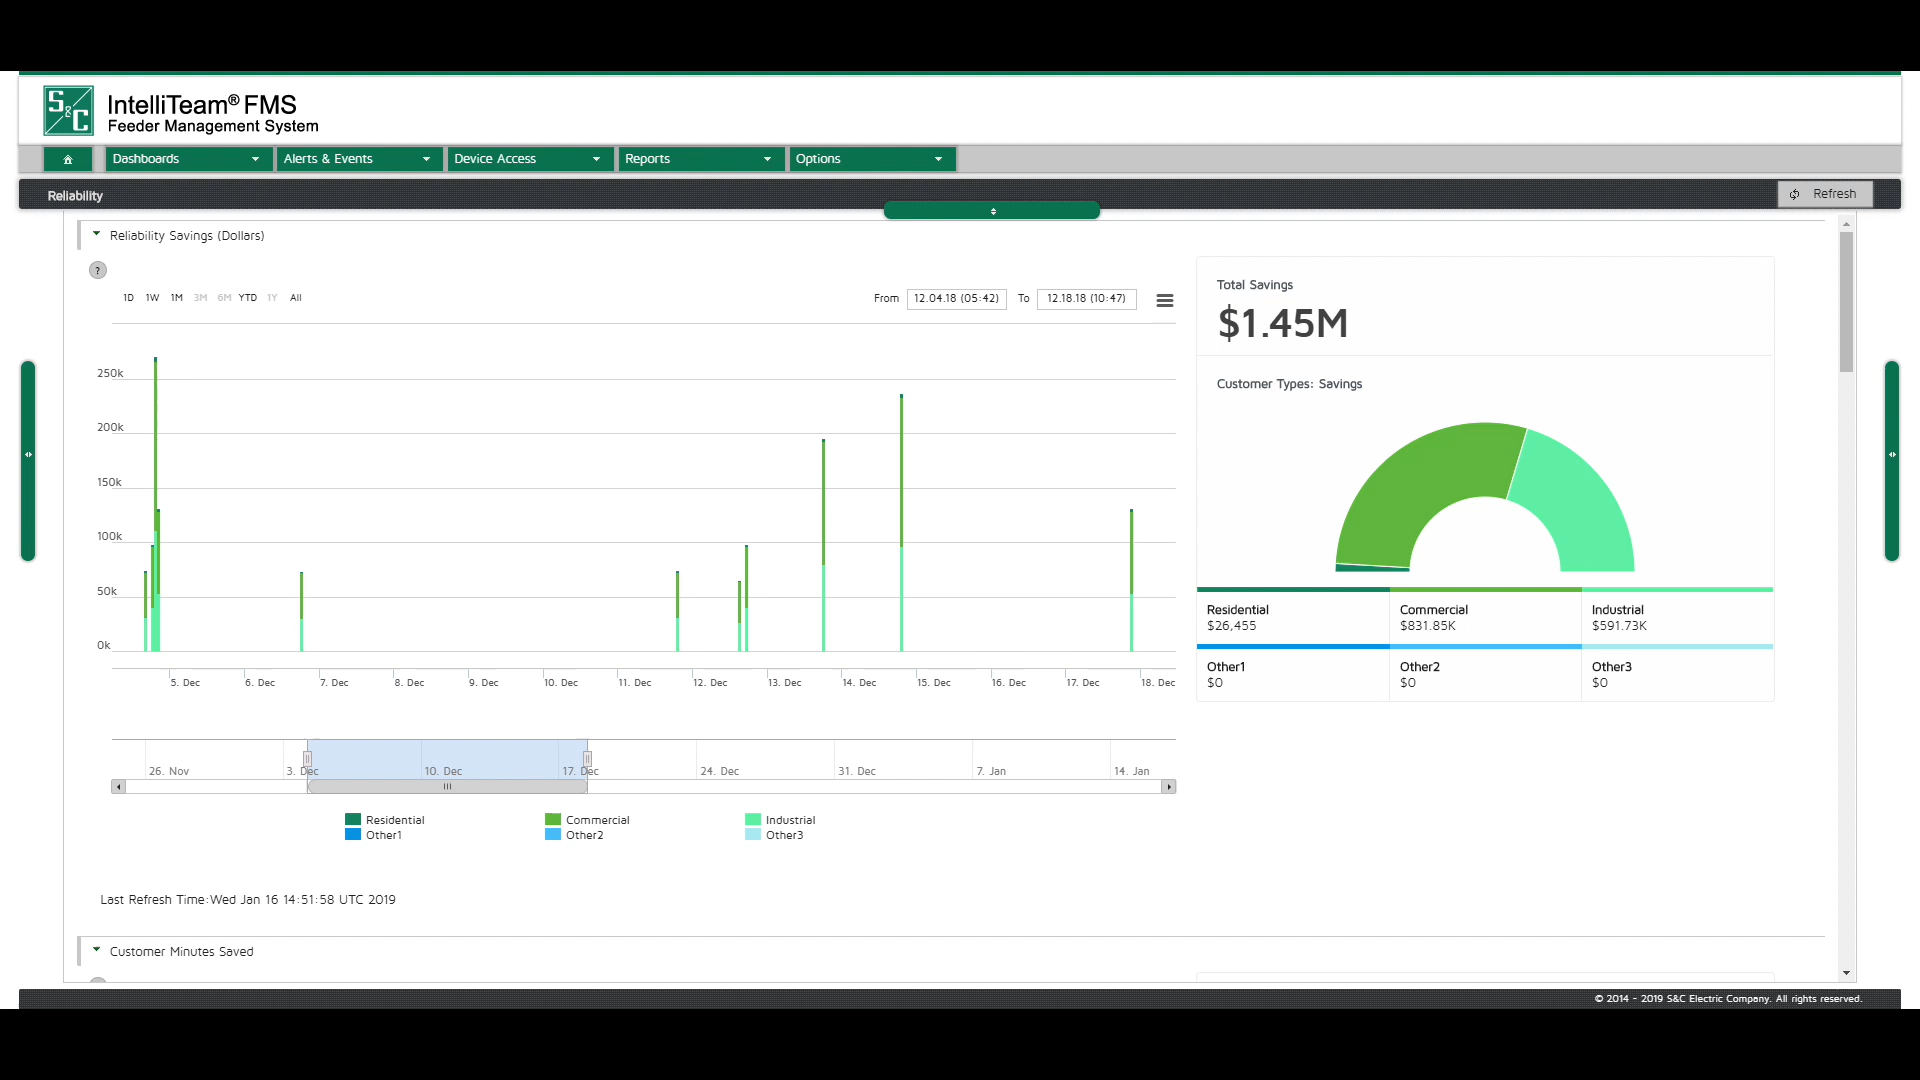 S&C
IntelliTeam® FMS
Feeder Management System
Dashboards
Alerts & Events
Device Access
Reports
Options
Reliability
Refresh
Reliability Savings (Dollars)
?
1D 1W 1M 3M 6M YTD 1Y All
From 12.04.18 (05:42) To 12.18.18 (10:47)
250k
200k
150k
100k
50k
0k
5. Dec 6. Dec 7. Dec 8. Dec 9. Dec 10. Dec 11. Dec 12. Dec 13. Dec 14. Dec 15. Dec 16. Dec 17. Dec 18. Dec
26. Nov 3. Dec 10. Dec 17. Dec 24. Dec 31. Dec 7. Jan 14. Jan
Residential Commercial Industrial
Other1 Other2 Other3
Total Savings
$1.45M
Customer Types: Savings
Residential Commercial Industrial
$26,455 $831.85K $591.73K
Other1 Other2 Other3
$0 $0 $0
Last Refresh Time:Wed Jan 16 14:51:58 UTC 2019
Customer Minutes Saved
© 2014 - 2019 S&C Electric Company. All rights reserved.